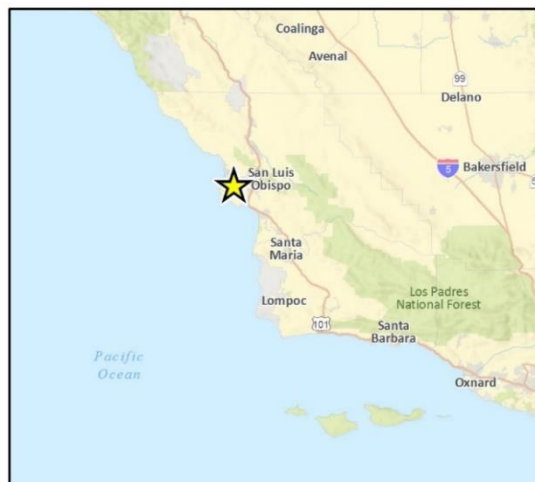 Coalinga
Avenal
99
Delano
San Luis
Obispo
5
Bakersfield
Santa
Maria
Los Padres
National Forest
Lompoc
101
Santa
Barbara
Pacific
Ocean
Oxnard